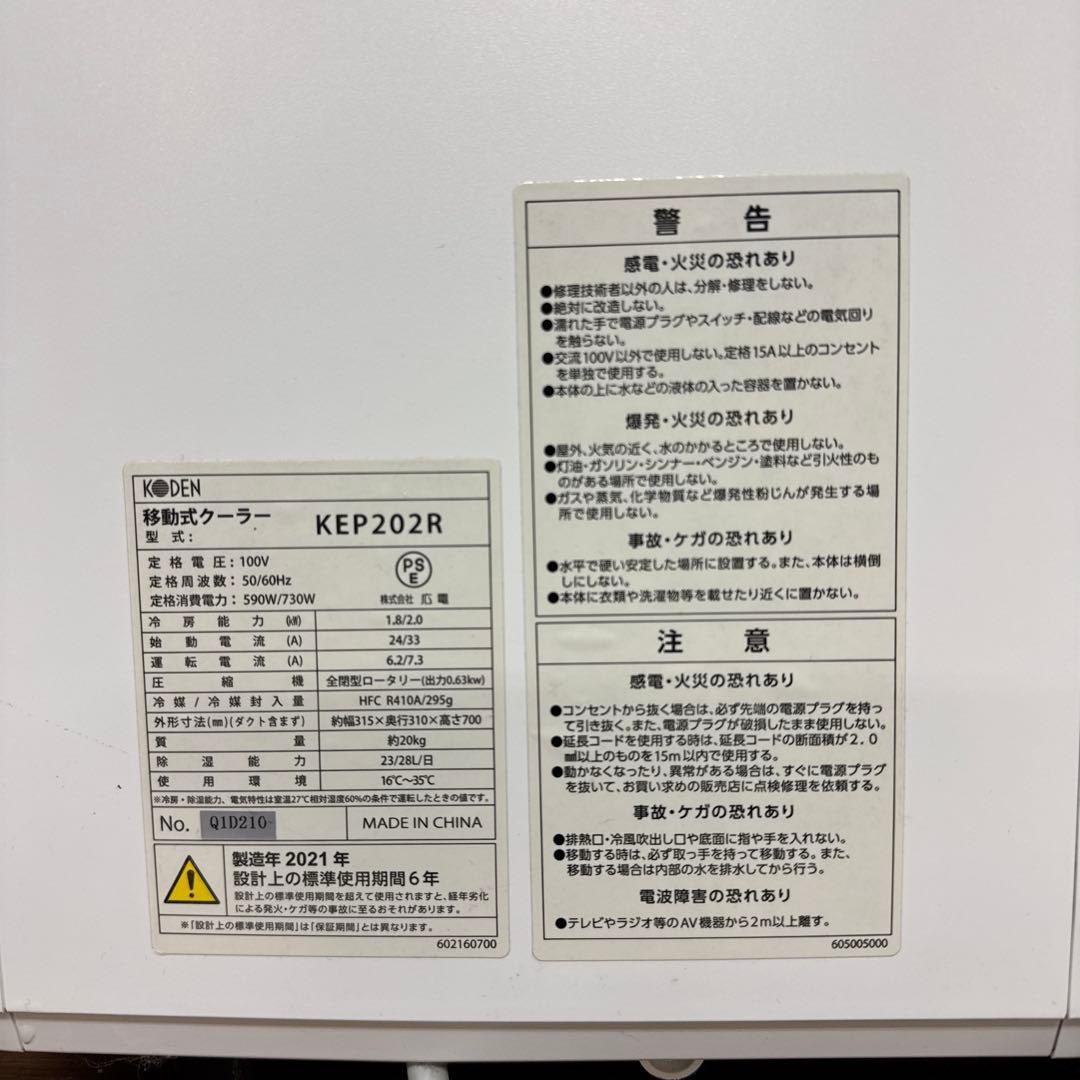 KODEN
移動式クーラー
型 式: KEP202R
定格電圧:100V
定格周波数:50/60Hz
定格消費電力:590W/730W
PS
E
株式会社 広電
冷房能力(kW) 1.8/2.0
始動電流(A) 24/33
運転電流(A) 6.2/7.3
圧縮機 全閉型ロータリー(出力0.63kw)
冷媒/冷媒封入量 HFC R410A/295g
外形寸法(mm)(ダクト含まず) 約幅315×奥行310×高さ700
質量 約20kg
除湿能力 23/28L/日
使用環境 16℃~35℃
※冷房・除湿能力、電気特性は室温27℃相対湿度60%の条件で運転したときの値です。
No. Q1D210 MADE IN CHINA
製造年 2021年
設計上の標準使用期間6年
設計上の標準使用期間を超えて使用されますと、経年劣化
による発火・ケガ等の事故に至るおそれがあります。
※「設計上の標準使用期間」は「保証期間」とは異なります。
602160700
警 告
感電・火災の恐れあり
●修理技術者以外の人は、分解・修理をしない。
●絶対に改造しない。
●濡れた手で電源プラグやスイッチ・配線などの電気回り
を触らない。
●交流100V以外で使用しない。定格15A以上のコンセント
を単独で使用する。
●本体の上に水などの液体の入った容器を置かない。
爆発・火災の恐れあり
●屋外、火気の近く、水のかかるところで使用しない。
●灯油・ガソリン・シンナー・ベンジン・塗料など引火性のも
のがある場所で使用しない。
●ガスや蒸気、化学物質など爆発性粉じんが発生する場
所で使用しない。
事故・ケガの恐れあり
●水平で硬い安定した場所に設置する。また、本体は横倒
しにしない。
●本体に衣類や洗濯物等を載せたり近くに置かない。
注 意
感電・火災の恐れあり
●コンセントから抜く場合は、必ず先端の電源プラグを持っ
て引き抜く。また、電源プラグが破損したまま使用しない。
●延長コードを使用する時は、延長コードの断面積が2.0
㎟以上のものを15m以内で使用する。
●動かなくなったり、異常がある場合は、すぐに電源プラグ
を抜いて、お買い求めの販売店に点検修理を依頼する。
事故・ケガの恐れあり
●排熱口・冷風吹出し口や底面に指や手を入れない。
●移動する時は、必ず取っ手を持って移動する。また、
移動する場合は内部の水を排水してから行う。
電波障害の恐れあり
●テレビやラジオ等のAV機器から2m以上離す。
605005000